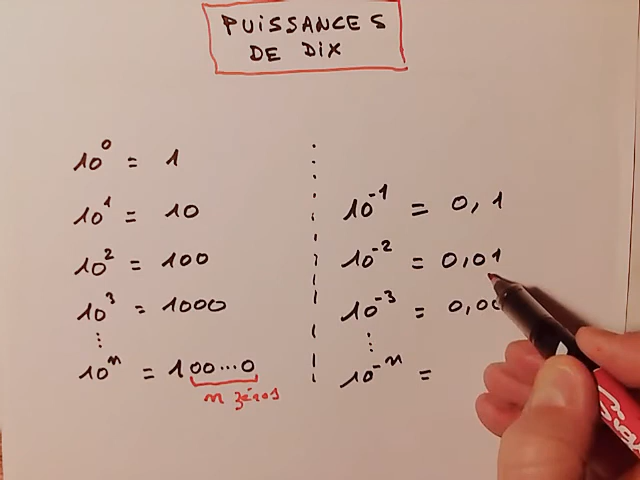 PUISSANCES
DE DIX
10⁰ = 1
10¹ = 10
10² = 100
10³ = 1000
⋮
10ⁿ = 100...0
n zéros
10⁻¹ = 0,1
10⁻² = 0,01
10⁻³ = 0,00
⋮
10⁻ⁿ =